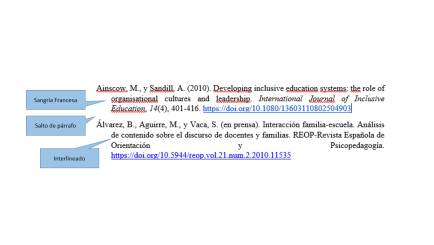 Ainscow, M., y Sandill, A. (2010). Developing inclusive education systems: the role of
organisational cultures and leadership. International Journal of Inclusive
Education, 14(4), 401-416. https://doi.org/10.1080/13603110802504903
Sangría Francesa
Salto de párrafo
Álvarez, B., Aguirre, M., y Vaca, S. (en prensa). Interacción familia-escuela. Análisis
de contenido sobre el discurso de docentes y familias. REOP-Revista Española de
Orientación y Psicopedagogía.
https://doi.org/10.5944/reop.vol.21.num.2.2010.11535
Interlineado